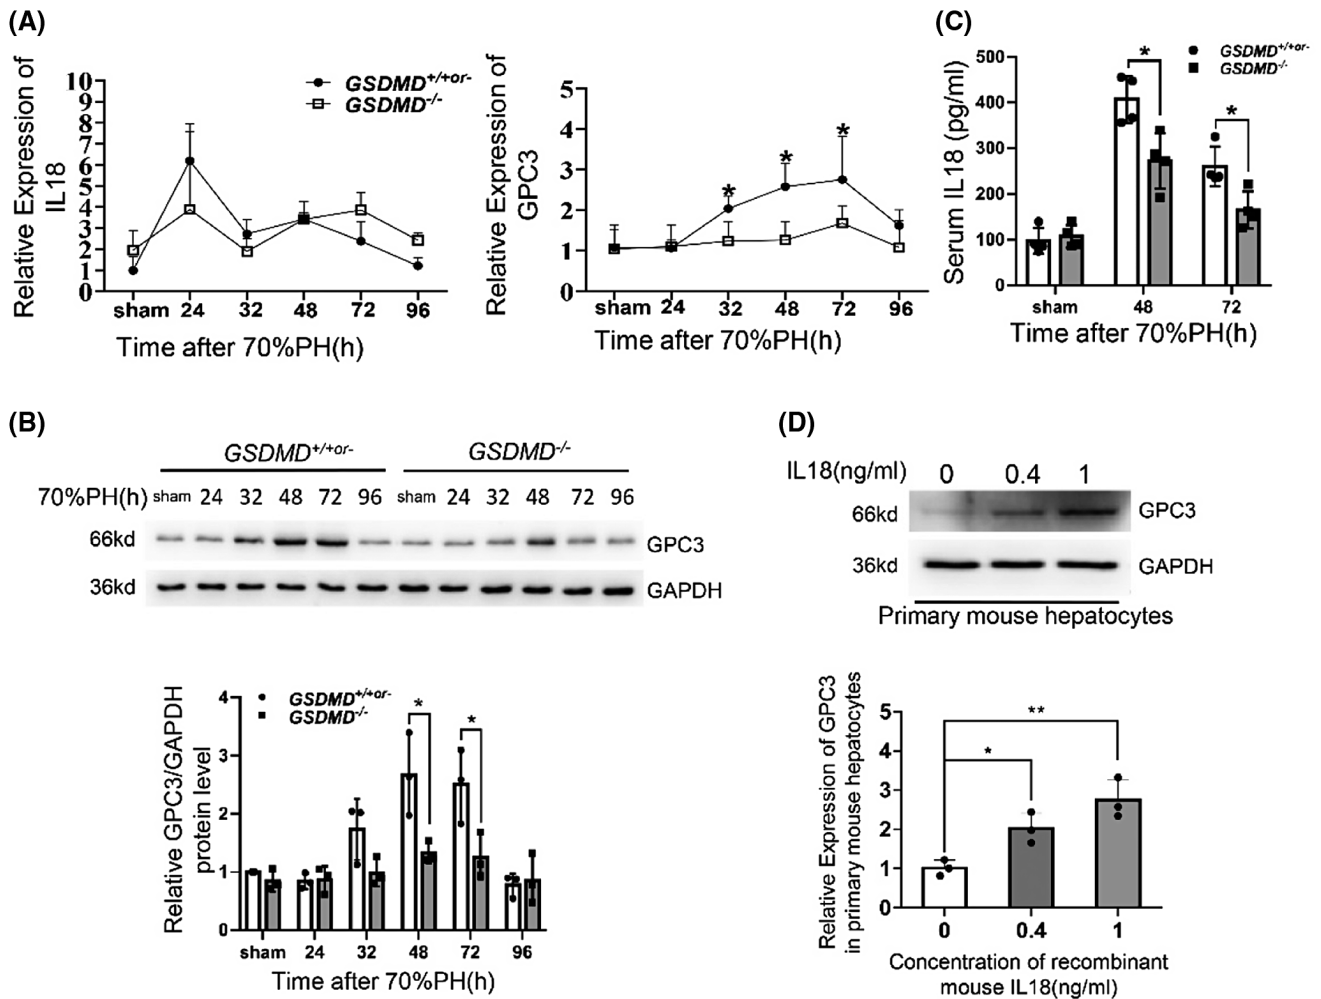 (A)
Relative Expression of
IL18
10
9
8
7
6
5
4
3
2
1
0
GSDMD+/+or-
GSDMD-/-
sham 24 32 48 72 96
Time after 70%PH(h)
Relative Expression of
GPC3
5
4
3
2
1
0
*
*
*
sham 24 32 48 72 96
Time after 70%PH(h)
(C)
Serum IL18 (pg/ml)
500
400
300
200
100
0
*
*
GSDMD+/+or-
GSDMD-/-
sham 48 72
Time after 70%PH(h)
(B)
GSDMD+/+or- GSDMD-/-
70%PH(h) sham 24 32 48 72 96 sham 24 32 48 72 96
66kd GPC3
36kd GAPDH
Relative GPC3/GAPDH
protein level
4
3
2
1
0
GSDMD+/+or-
GSDMD-/-
*
*
sham 24 32 48 72 96
Time after 70%PH(h)
(D)
IL18(ng/ml) 0 0.4 1
66kd GPC3
36kd GAPDH
Primary mouse hepatocytes
Relative Expression of GPC3
in primary mouse hepatocytes
5
4
3
2
1
0
**
*
0 0.4 1
Concentration of recombinant
mouse IL18(ng/ml)